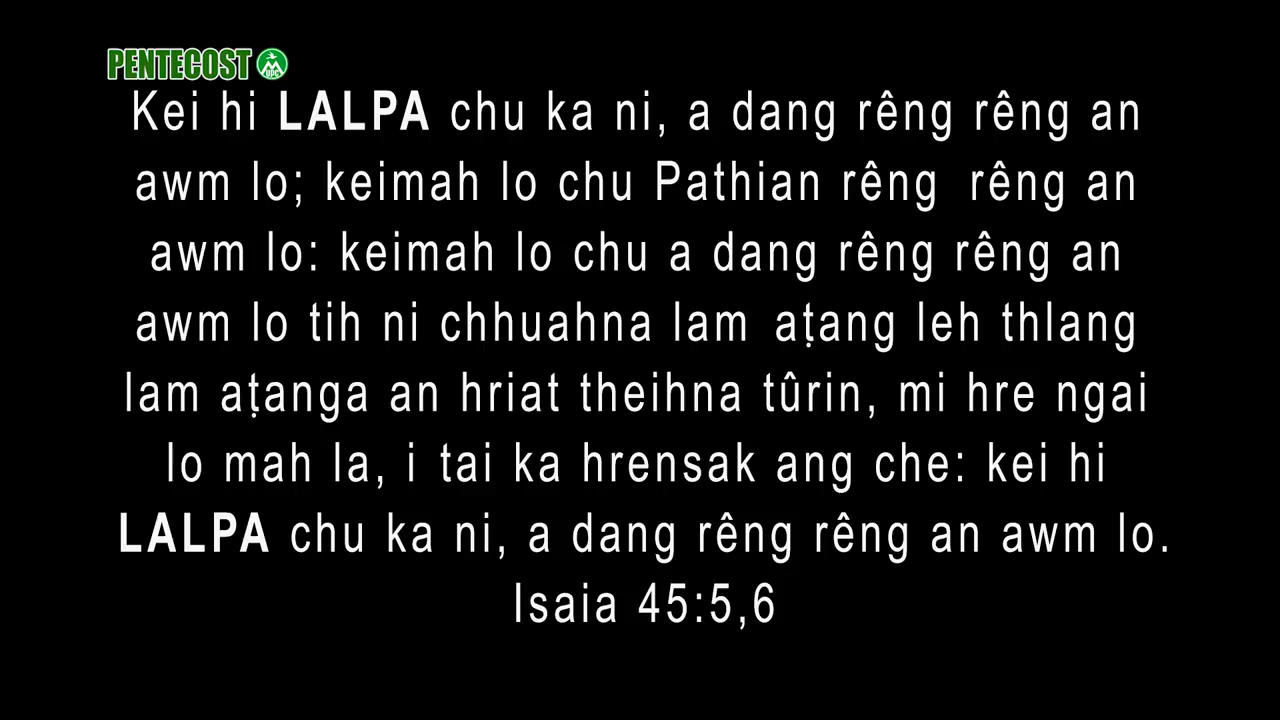 PENTECOST
UPC
Kei hi LALPA chu ka ni, a dang rêng rêng an
awm lo; keimah lo chu Pathian rêng rêng an
awm lo: keimah lo chu a dang rêng rêng an
awm lo tih ni chhuahna lam aṭang leh thlang
lam aṭanga an hriat theihna tûrin, mi hre ngai
lo mah la, i tai ka hrensak ang che: kei hi
LALPA chu ka ni, a dang rêng rêng an awm lo.
Isaia 45:5,6